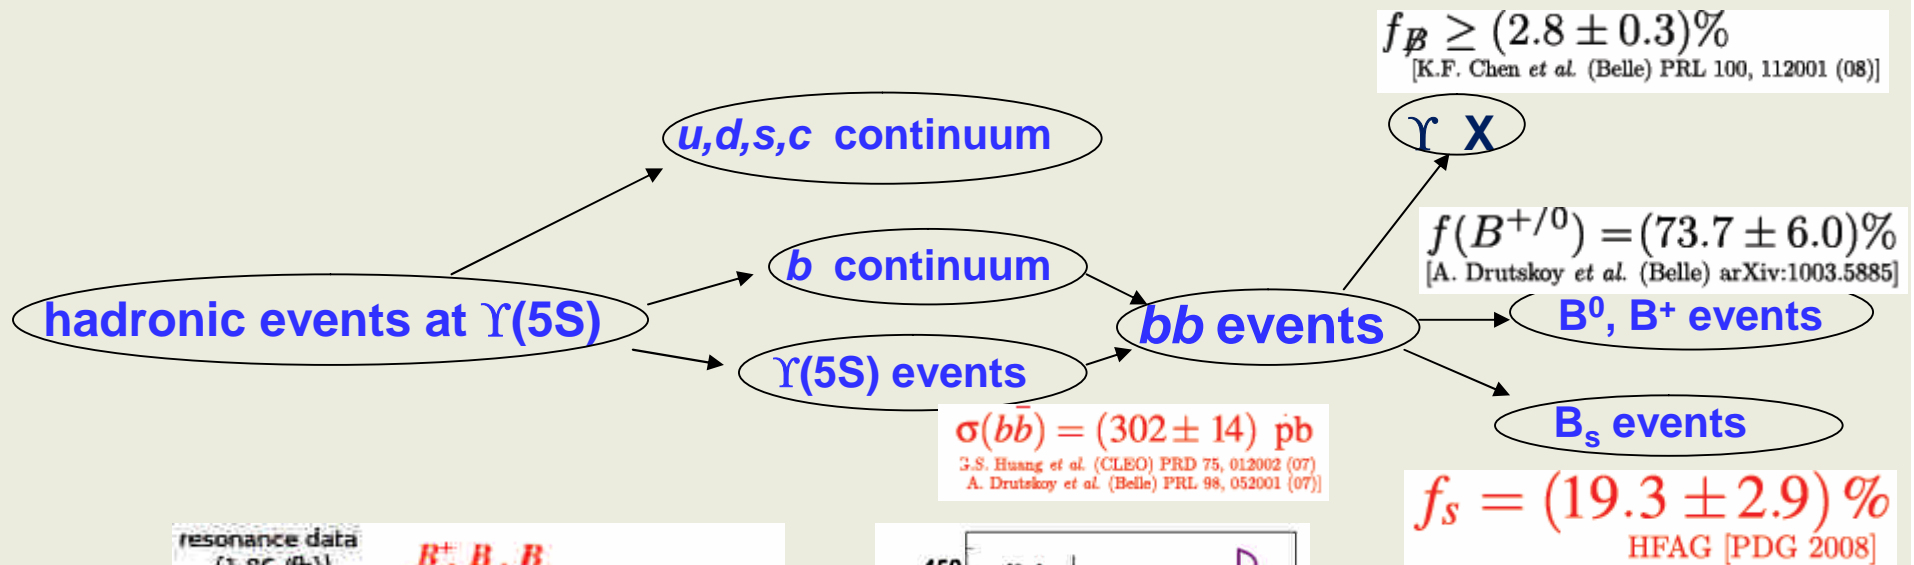 f_B̸ ≥ (2.8 ± 0.3)%
[K.F. Chen et al. (Belle) PRL 100, 112001 (08)]
u,d,s,c continuum
ϒ X
f(B^{+/0}) =(73.7 ± 6.0)%
[A. Drutskoy et al. (Belle) arXiv:1003.5885]
b continuum
hadronic events at ϒ(5S)
bb events
B⁰, B⁺ events
ϒ(5S) events
B_s events
σ(bb̄) = (302 ± 14) pb
G.S. Huang et al. (CLEO) PRD 75, 012002 (07)
A. Drutskoy et al. (Belle) PRL 98, 052001 (07)]
f_s = (19.3 ± 2.9) %
HFAG [PDG 2008]
resonance data